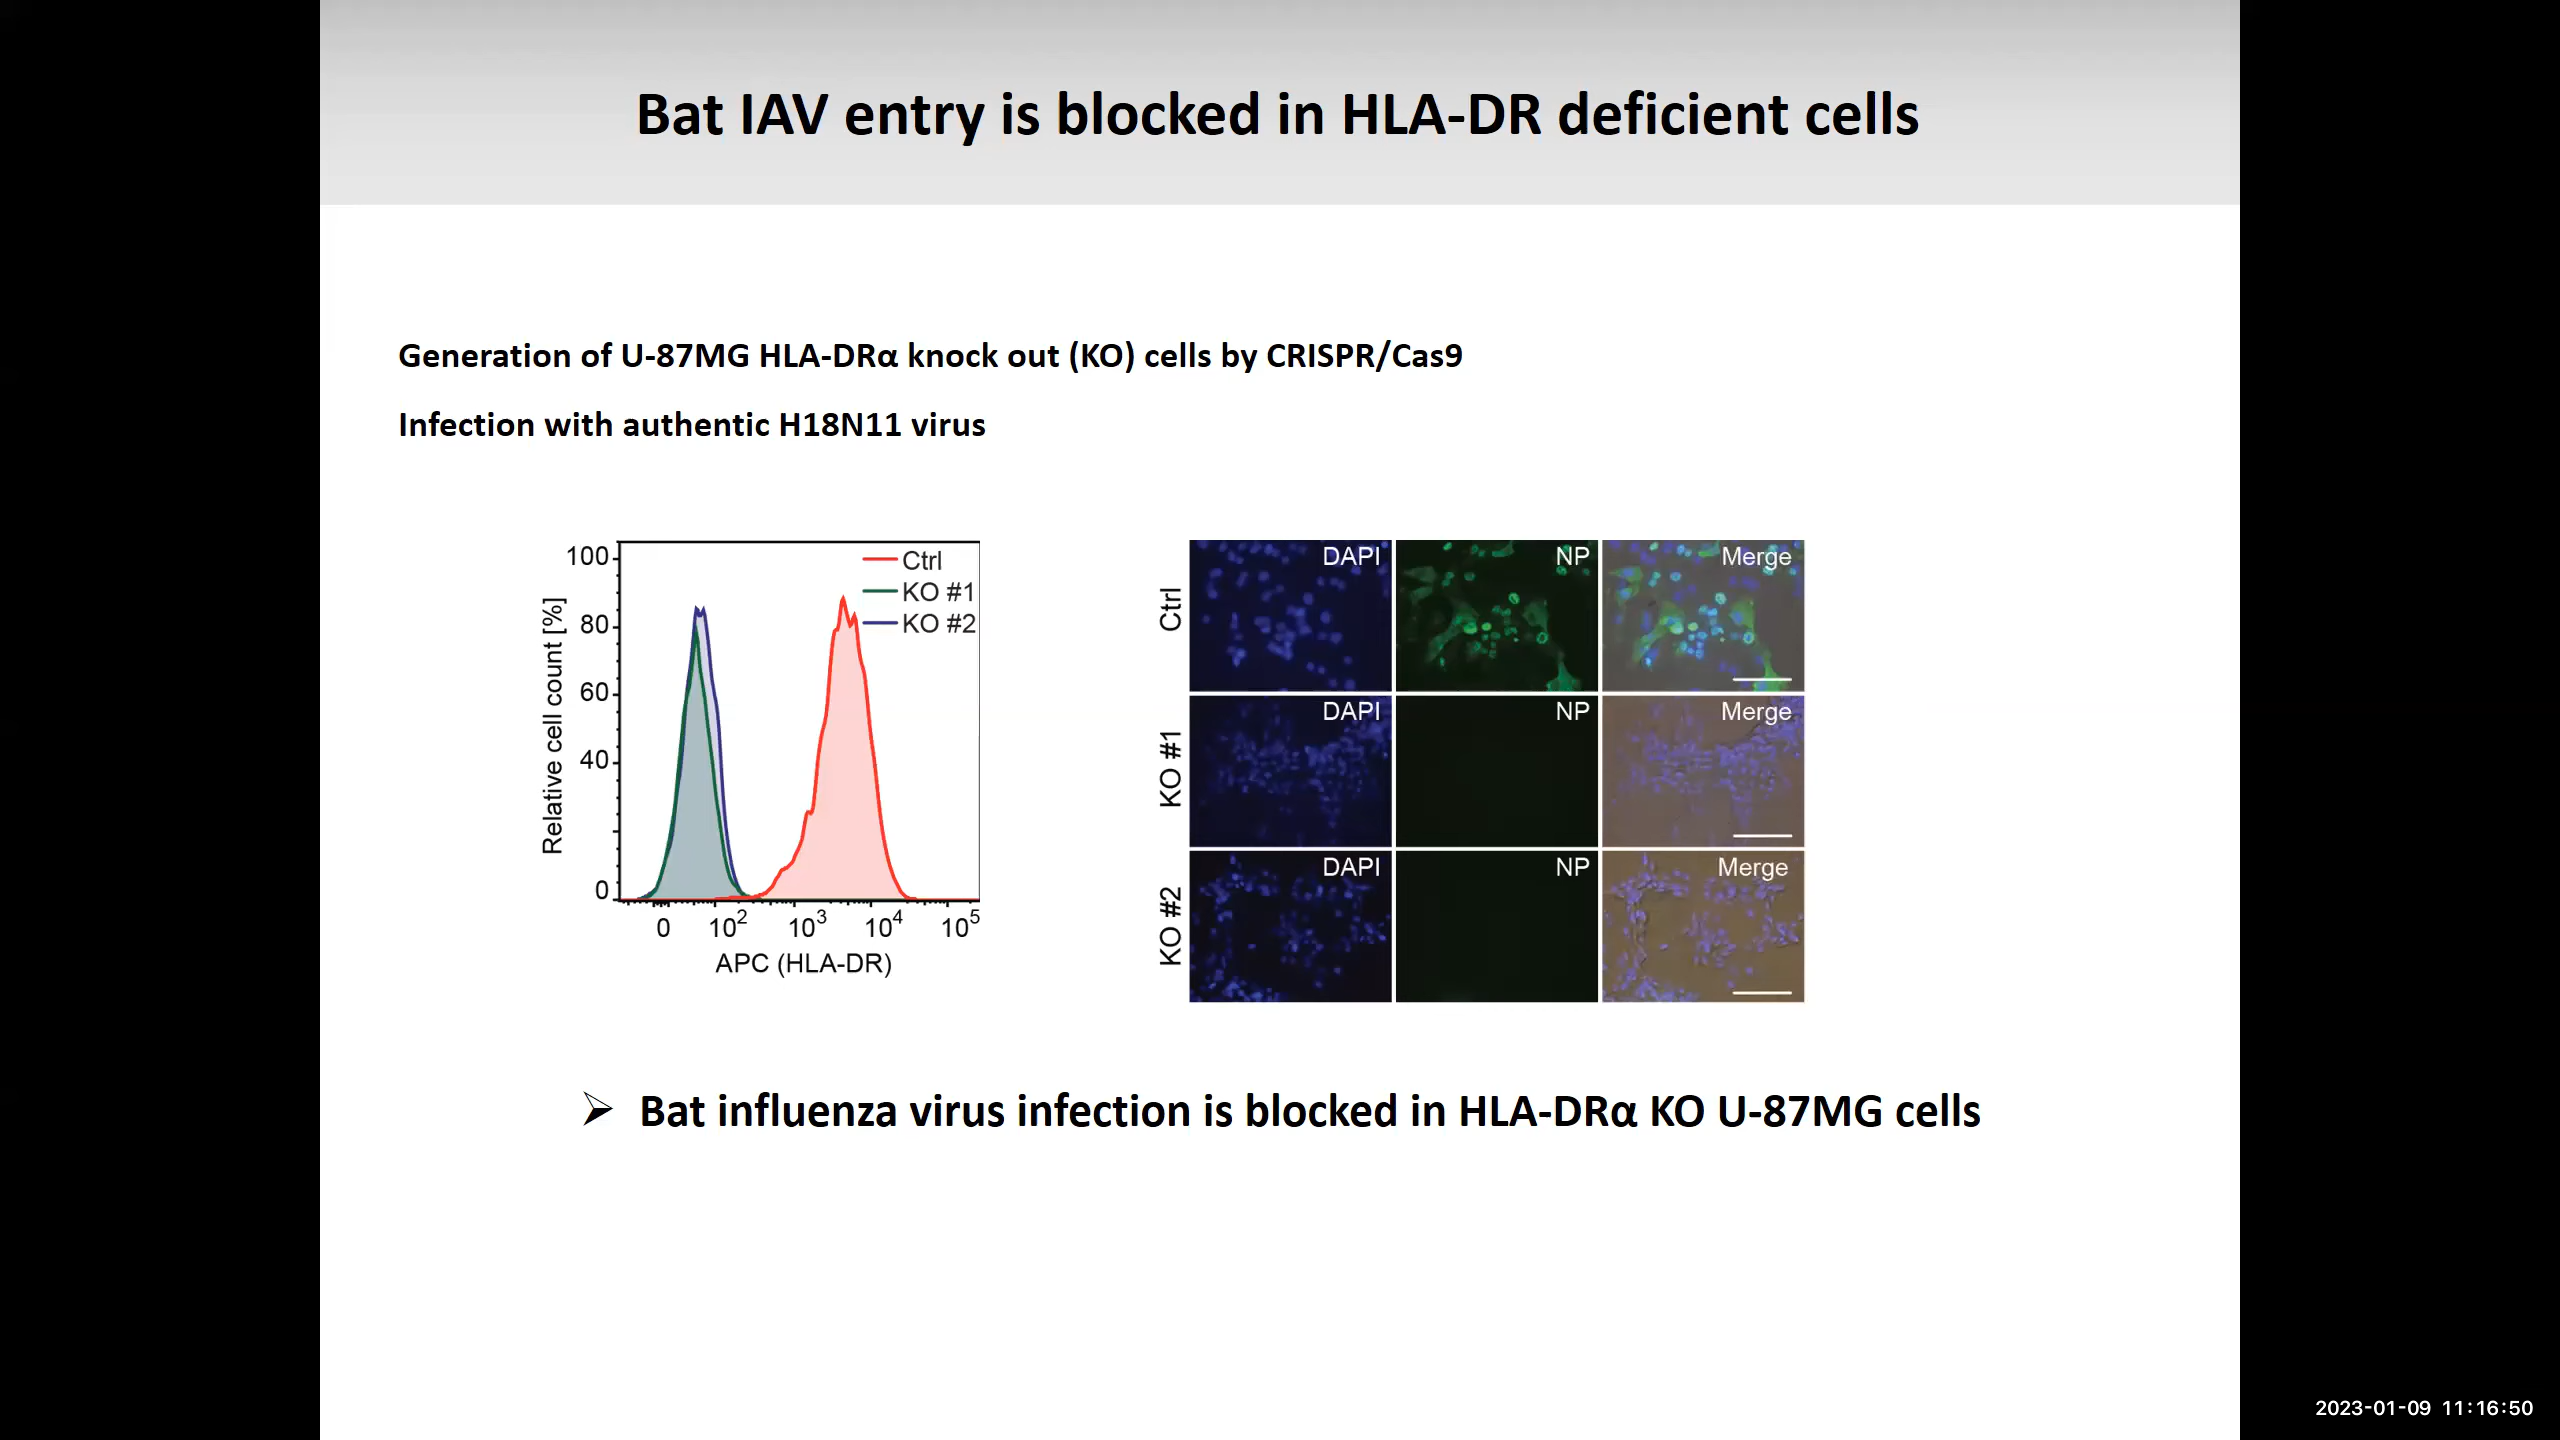 Bat IAV entry is blocked in HLA-DR deficient cells
Generation of U-87MG HLA-DRα knock out (KO) cells by CRISPR/Cas9
Infection with authentic H18N11 virus
Relative cell count [%]
100
80
60
40
0
Ctrl
KO #1
KO #2
0 10² 10³ 10⁴ 10⁵
APC (HLA-DR)
Ctrl
DAPI NP Merge
KO #1
DAPI NP Merge
KO #2
DAPI NP Merge
➢ Bat influenza virus infection is blocked in HLA-DRα KO U-87MG cells
2023-01-09 11:16:50